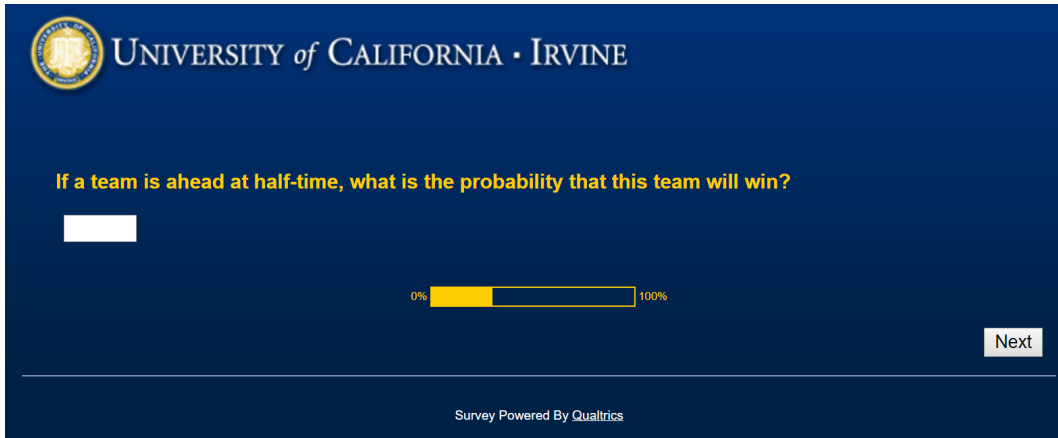 UNIVERSITY of CALIFORNIA · IRVINE
If a team is ahead at half-time, what is the probability that this team will win?
0% 100%
Next
Survey Powered By Qualtrics